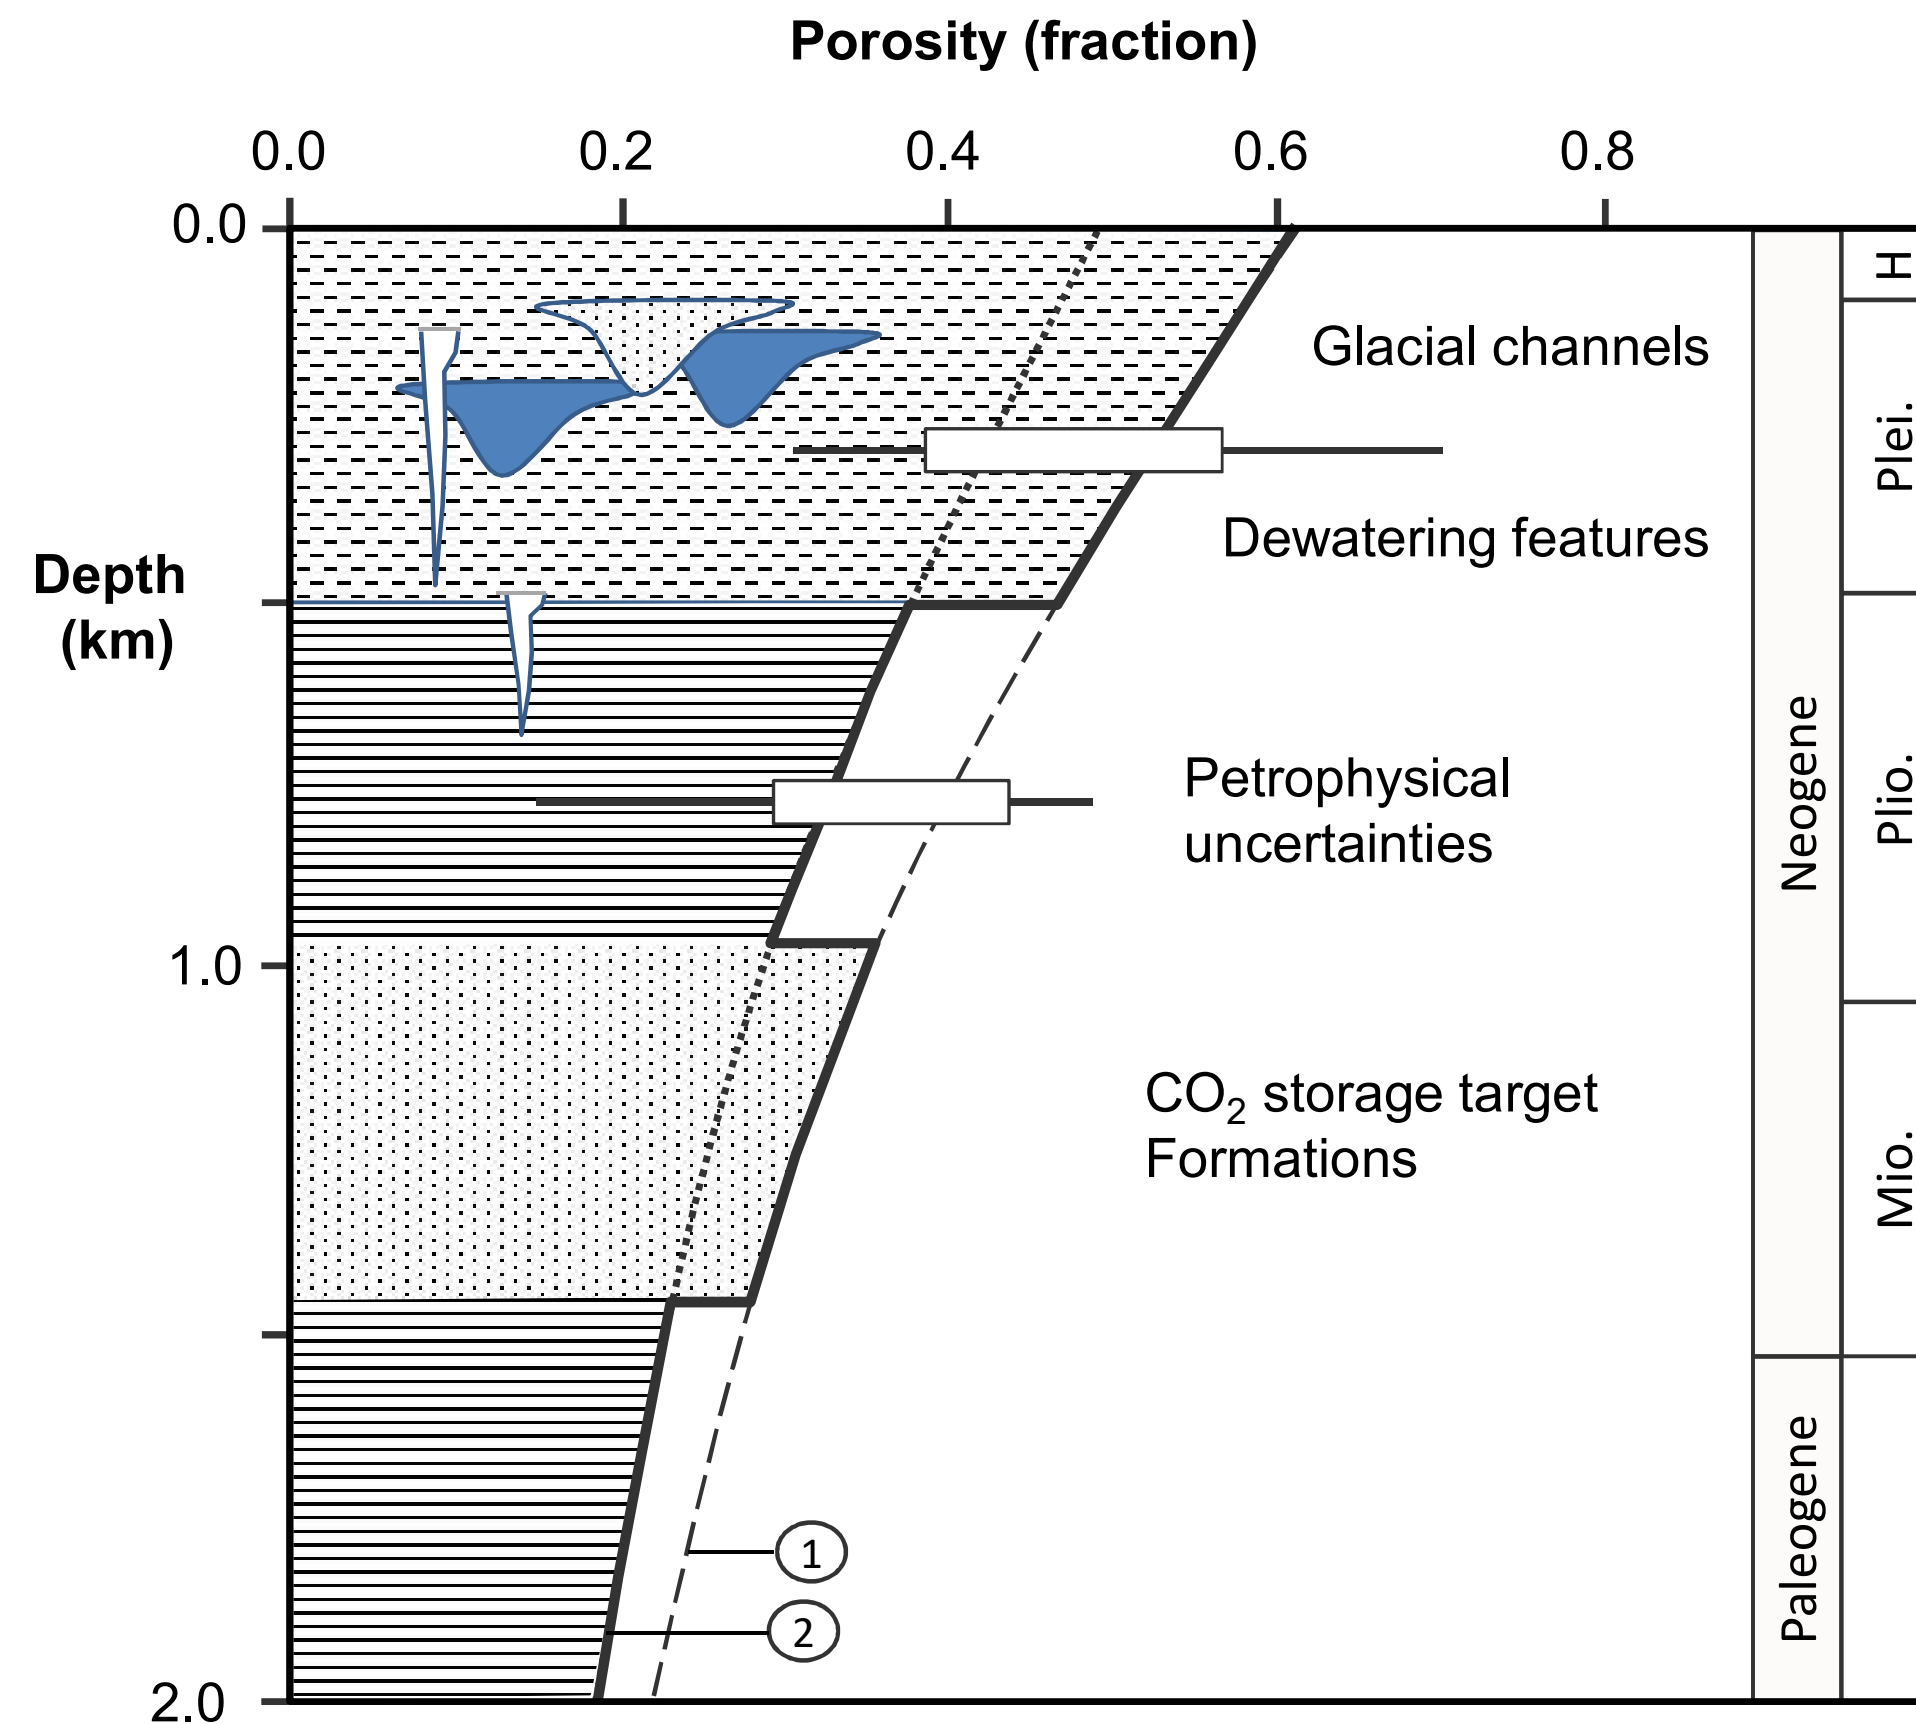 Porosity (fraction)
0.0 0.2 0.4 0.6 0.8
0.0
H
Glacial channels
Plei.
Dewatering features
Depth
(km)
Neogene
Petrophysical
uncertainties
Plio.
1.0
CO₂ storage target
Formations
Mio.
Paleogene
1
2
2.0